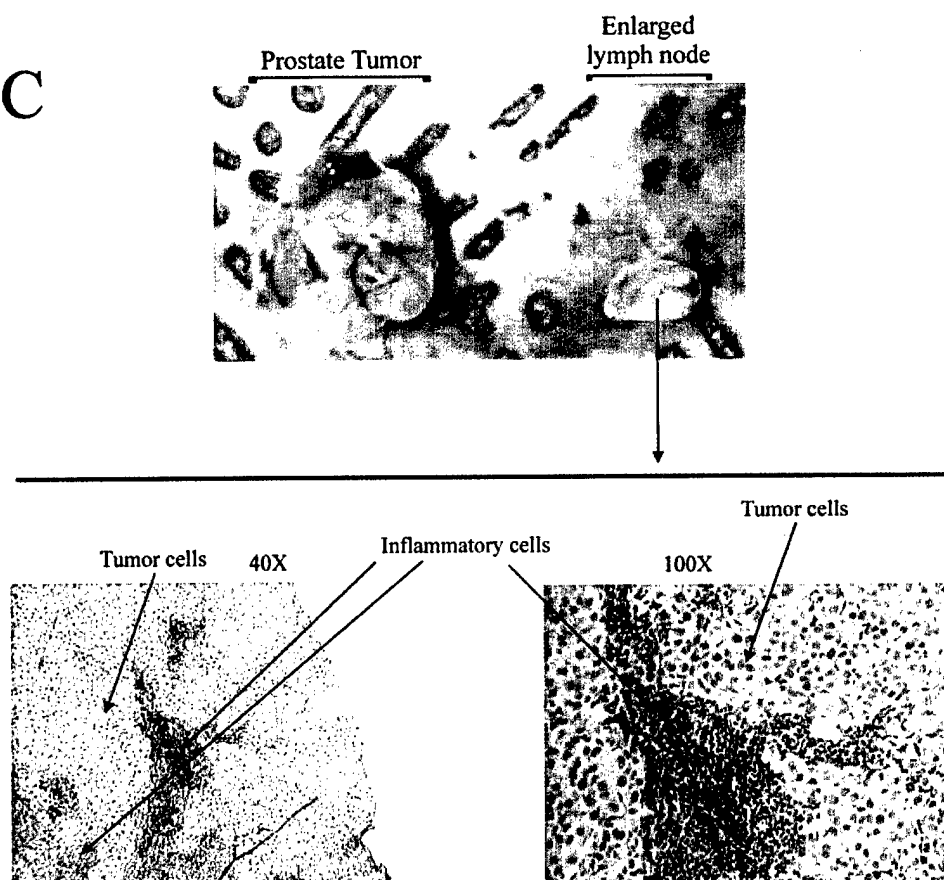 C
Prostate Tumor
Enlarged
lymph node
Tumor cells
40X
Inflammatory cells
100X
Tumor cells